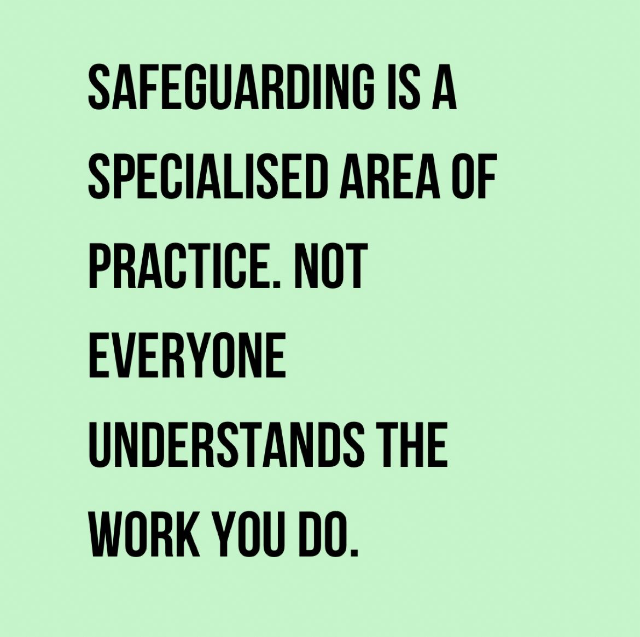 SAFEGUARDING IS A
SPECIALISED AREA OF
PRACTICE. NOT
EVERYONE
UNDERSTANDS THE
WORK YOU DO.